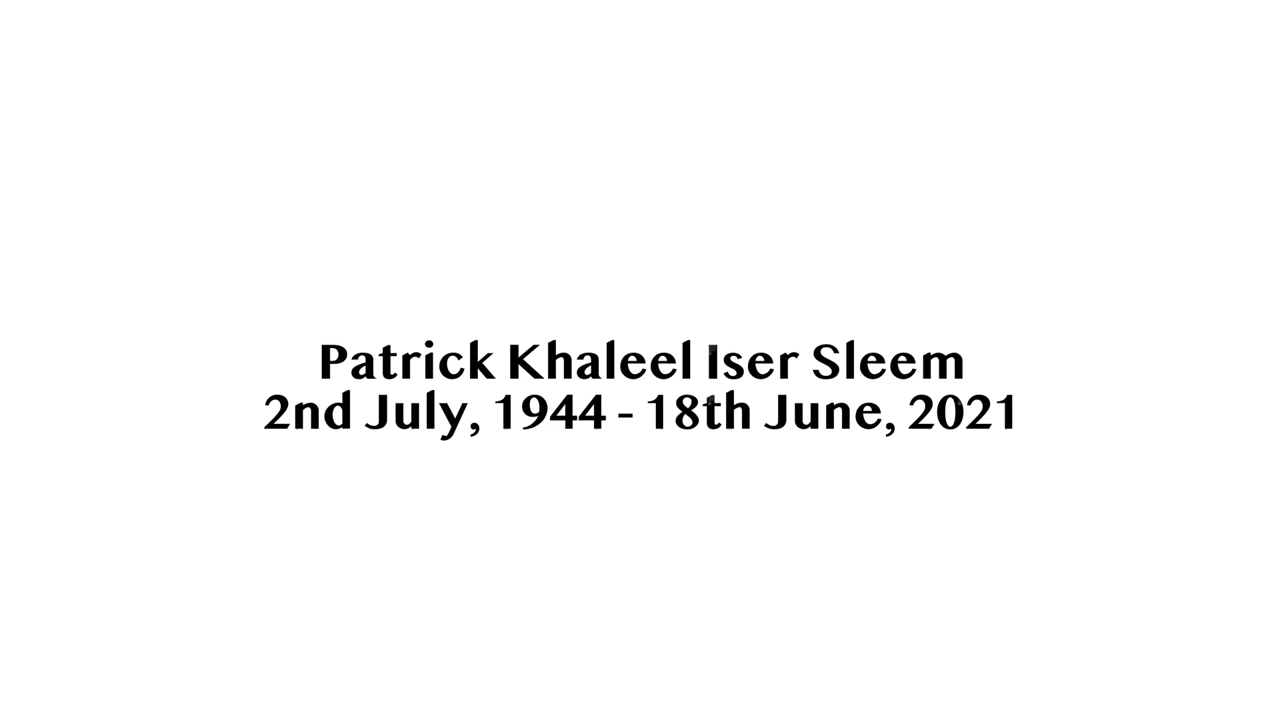 Patrick Khaleel Iser Sleem
2nd July, 1944 - 18th June, 2021